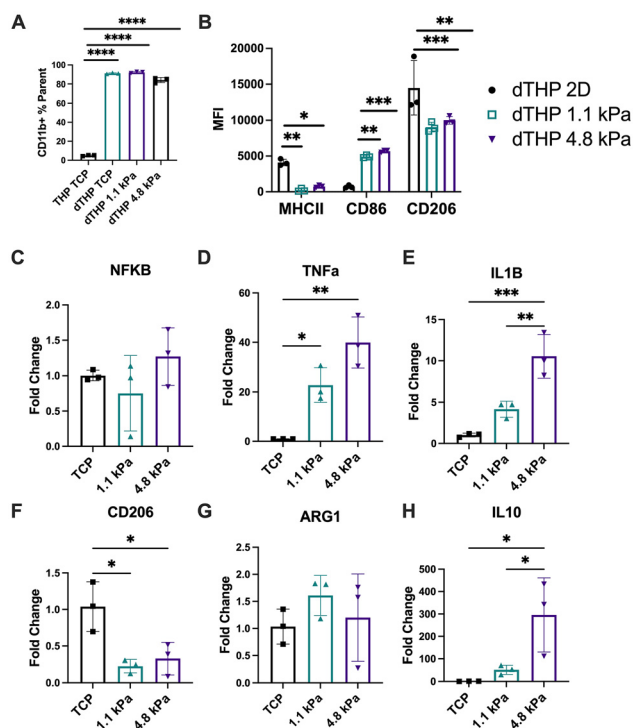 A
****
****
****
CD11b+ % Parent
100
80
60
40
20
0
THP TCP
dTHP TCP
dTHP 1.1 kPa
dTHP 4.8 kPa
B
MFI
20000
15000
10000
5000
0
*
**
***
**
**
***
MHCII
CD86
CD206
dTHP 2D
dTHP 1.1 kPa
dTHP 4.8 kPa
C
NFKB
Fold Change
2.0
1.5
1.0
0.5
0.0
TCP
1.1 kPa
4.8 kPa
D
TNFa
Fold Change
60
40
20
0
**
*
TCP
1.1 kPa
4.8 kPa
E
IL1B
Fold Change
15
10
5
0
***
**
TCP
1.1 kPa
4.8 kPa
F
CD206
Fold Change
1.5
1.0
0.5
0.0
*
*
TCP
1.1 kPa
4.8 kPa
G
ARG1
Fold Change
2.5
2.0
1.5
1.0
0.5
0.0
TCP
1.1 kPa
4.8 kPa
H
IL10
Fold Change
500
400
300
200
100
0
*
*
TCP
1.1 kPa
4.8 kPa